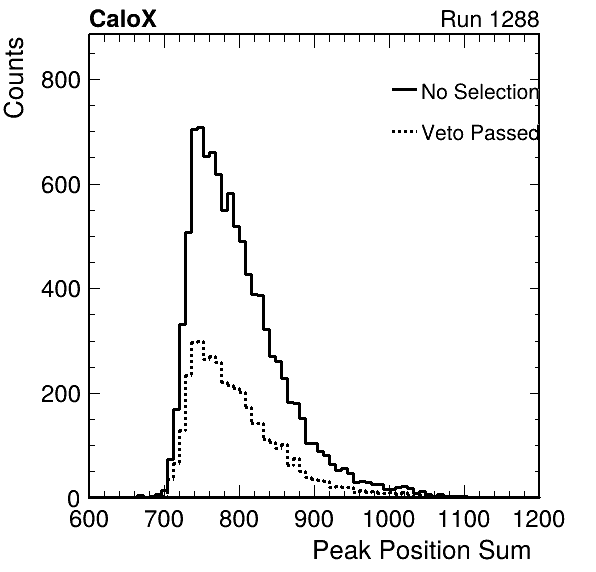 CaloX Run 1288
Counts
800
600
400
200
0
No Selection
Veto Passed
600 700 800 900 1000 1100 1200
Peak Position Sum